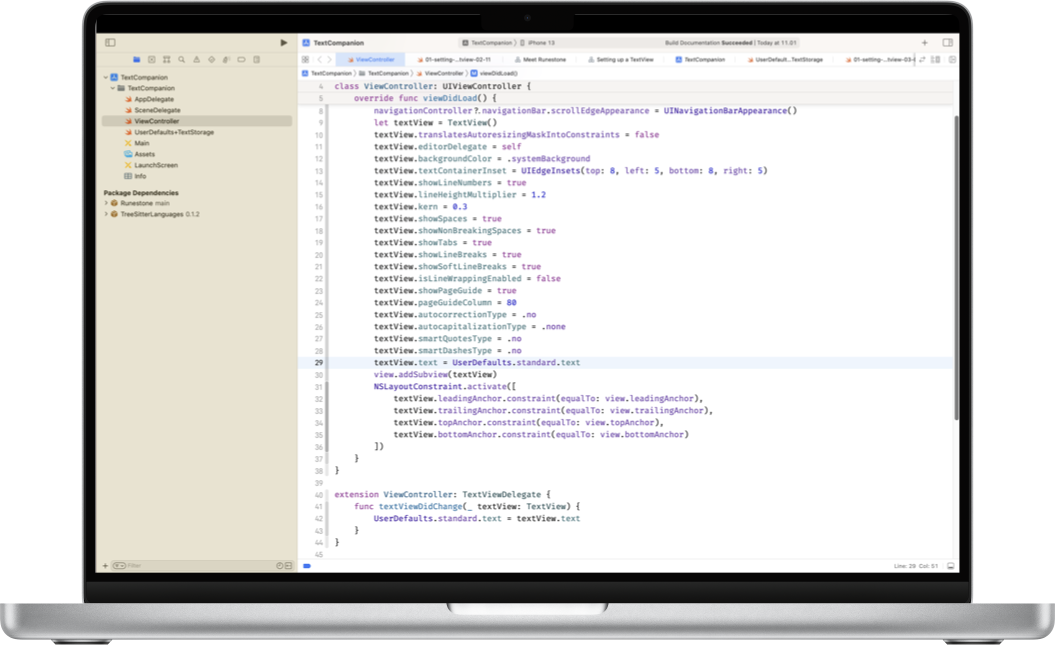 TextCompanion
TextCompanion
iPhone 13
Build Documentation Succeeded | Today at 11.01
ViewController
01-setting-...tview-02-11
Meet Runestone
Setting up a TextView
TextCompanion
UserDefault...TextStorage
TextCompanion
TextCompanion
ViewController
viewDidLoad()
TextCompanion
TextCompanion
AppDelegate
SceneDelegate
ViewController
UserDefaults+TextStorage
Main
Assets
LaunchScreen
Info
Package Dependencies
Runestone main
TreeSitterLanguages 0.1.2
Filter
4 class ViewController: UIViewController {
5 override func viewDidLoad() {
8 navigationController?.navigationBar.scrollEdgeAppearance = UINavigationBarAppearance()
9 let textView = TextView()
10 textView.translatesAutoresizingMaskIntoConstraints = false
11 textView.editorDelegate = self
12 textView.backgroundColor = .systemBackground
13 textView.textContainerInset = UIEdgeInsets(top: 8, left: 5, bottom: 8, right: 5)
14 textView.showLineNumbers = true
15 textView.lineHeightMultiplier = 1.2
16 textView.kern = 0.3
17 textView.showSpaces = true
18 textView.showNonBreakingSpaces = true
19 textView.showTabs = true
20 textView.showLineBreaks = true
21 textView.showSoftLineBreaks = true
22 textView.isLineWrappingEnabled = false
23 textView.showPageGuide = true
24 textView.pageGuideColumn = 80
25 textView.autocorrectionType = .no
26 textView.autocapitalizationType = .none
27 textView.smartQuotesType = .no
28 textView.smartDashesType = .no
29 textView.text = UserDefaults.standard.text
30 view.addSubview(textView)
31 NSLayoutConstraint.activate([
32 textView.leadingAnchor.constraint(equalTo: view.leadingAnchor),
33 textView.trailingAnchor.constraint(equalTo: view.trailingAnchor),
34 textView.topAnchor.constraint(equalTo: view.topAnchor),
35 textView.bottomAnchor.constraint(equalTo: view.bottomAnchor)
36 ])
37 }
38 }
39
40 extension ViewController: TextViewDelegate {
41 func textViewDidChange(_ textView: TextView) {
42 UserDefaults.standard.text = textView.text
43 }
44 }
45
Line: 29 Col: 51